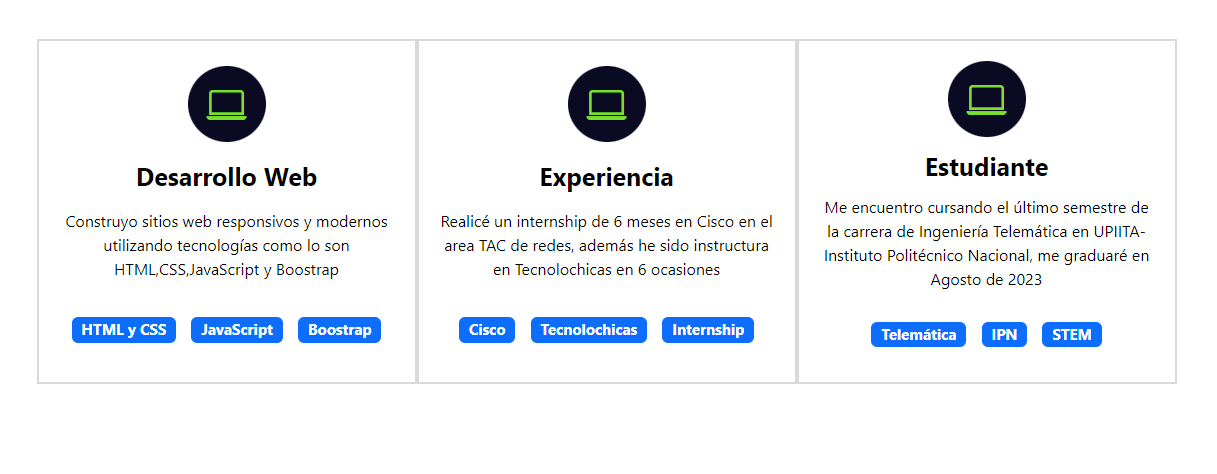 Desarrollo Web
Construyo sitios web responsivos y modernos
utilizando tecnologías como lo son
HTML,CSS,JavaScript y Boostrap
HTML y CSS JavaScript Boostrap
Experiencia
Realicé un internship de 6 meses en Cisco en el
area TAC de redes, además he sido instructura
en Tecnolochicas en 6 ocasiones
Cisco Tecnolochicas Internship
Estudiante
Me encuentro cursando el último semestre de
la carrera de Ingeniería Telemática en UPIITA-
Instituto Politécnico Nacional, me graduaré en
Agosto de 2023
Telemática IPN STEM